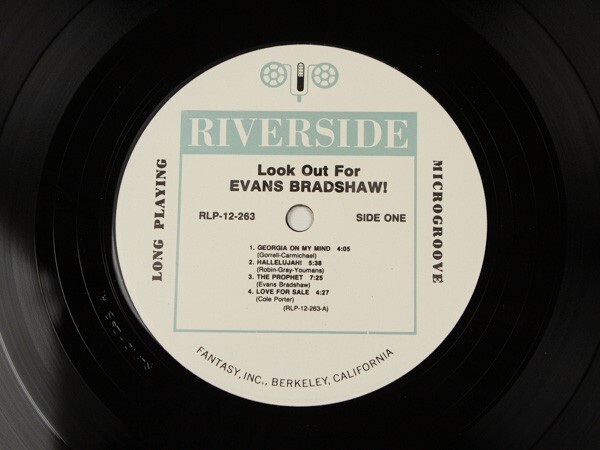 RIVERSIDE
Look Out For
EVANS BRADSHAW!
RLP-12-263 SIDE ONE
LONG PLAYING
MICROGROOVE
1. GEORGIA ON MY MIND 4:05
(Gorrell-Carmichael)
2. HALLELUJAH! 5:38
(Robin-Gray-Youmans)
3. THE PROPHET 7:25
(Evans Bradshaw)
4. LOVE FOR SALE 4:27
(Cole Porter)
(RLP-12-263-A)
FANTASY, INC., BERKELEY, CALIFORNIA